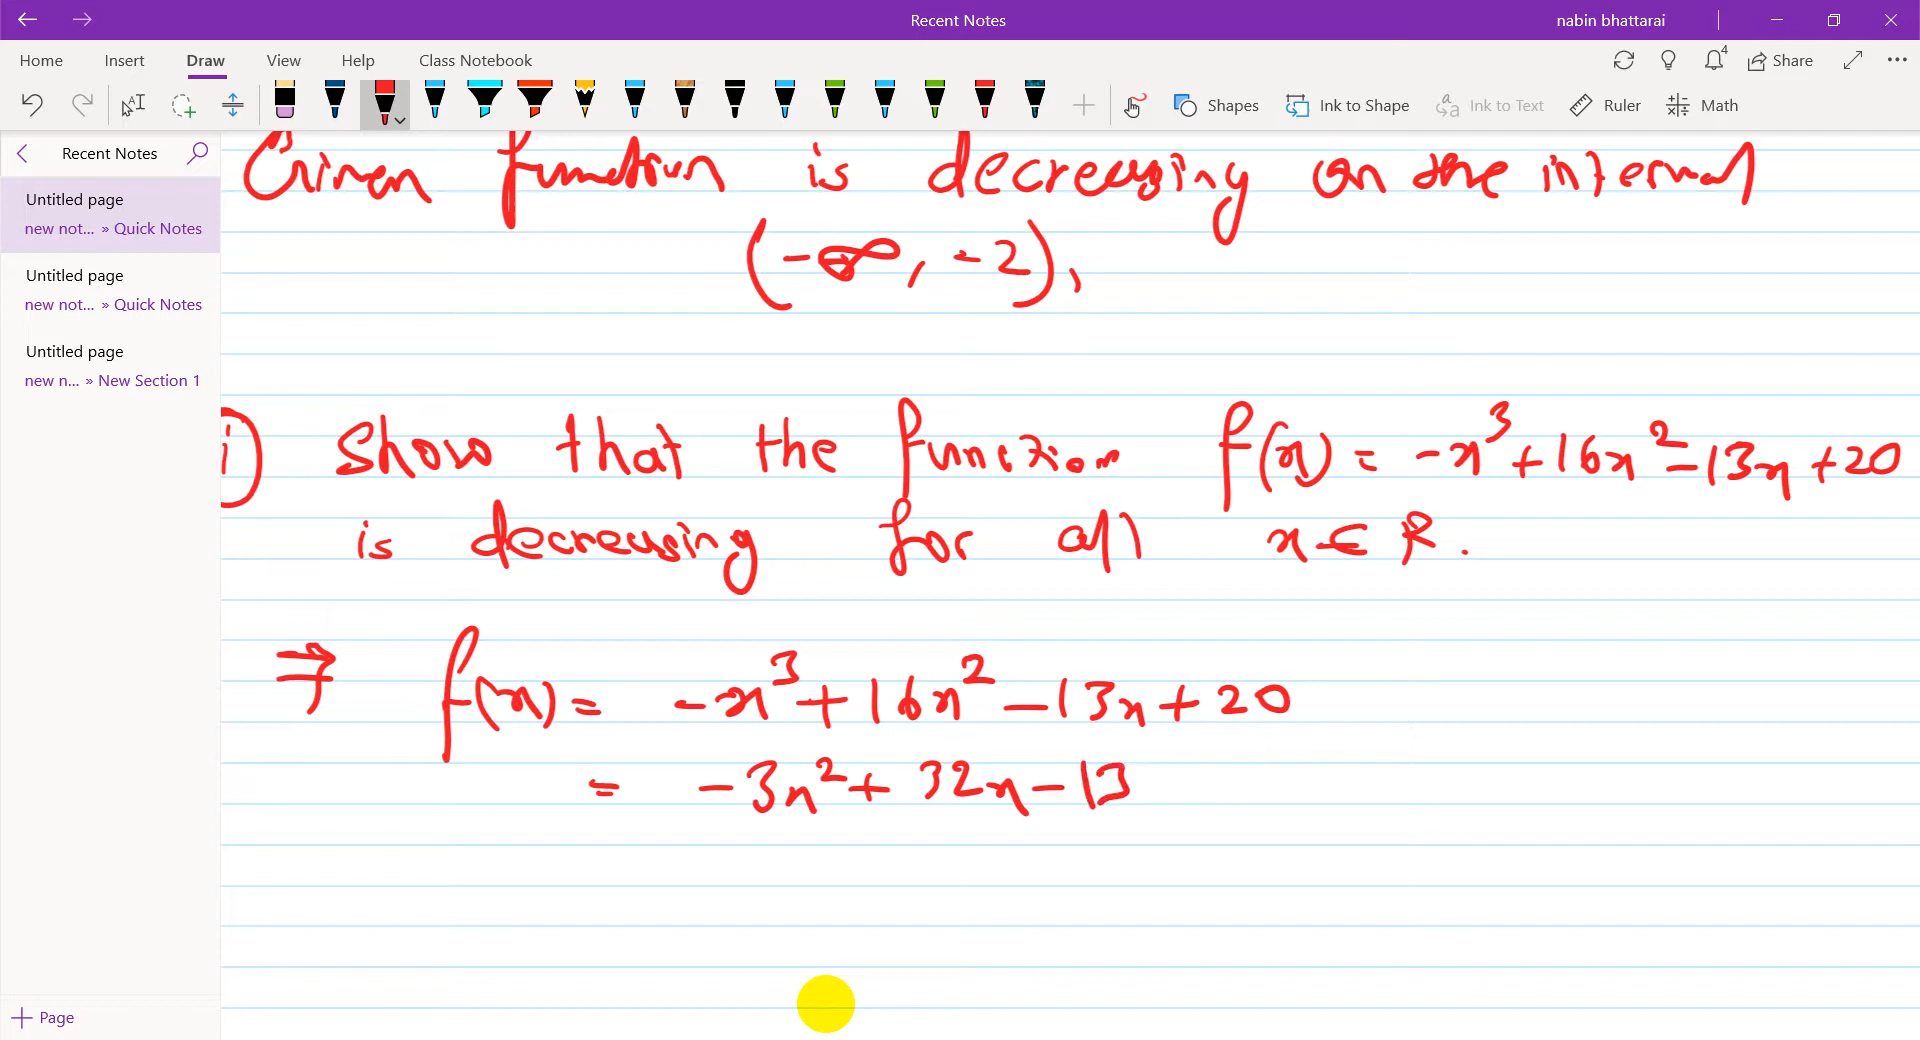 Recent Notes
nabin bhattarai
Home Insert Draw View Help Class Notebook
4
Share
Shapes Ink to Shape Ink to Text Ruler Math
Recent Notes
Untitled page
new not... » Quick Notes
Untitled page
new not... » Quick Notes
Untitled page
new n... » New Section 1
Page
Given function is decreasing on the interval
(-∞, -2),
i) Show that the function f(x) = -x³+16x²-13x+20
is decreasing for all x ∈ R.
⇒ f(x) = -x³+16x²-13x+20
= -3x²+32x-13